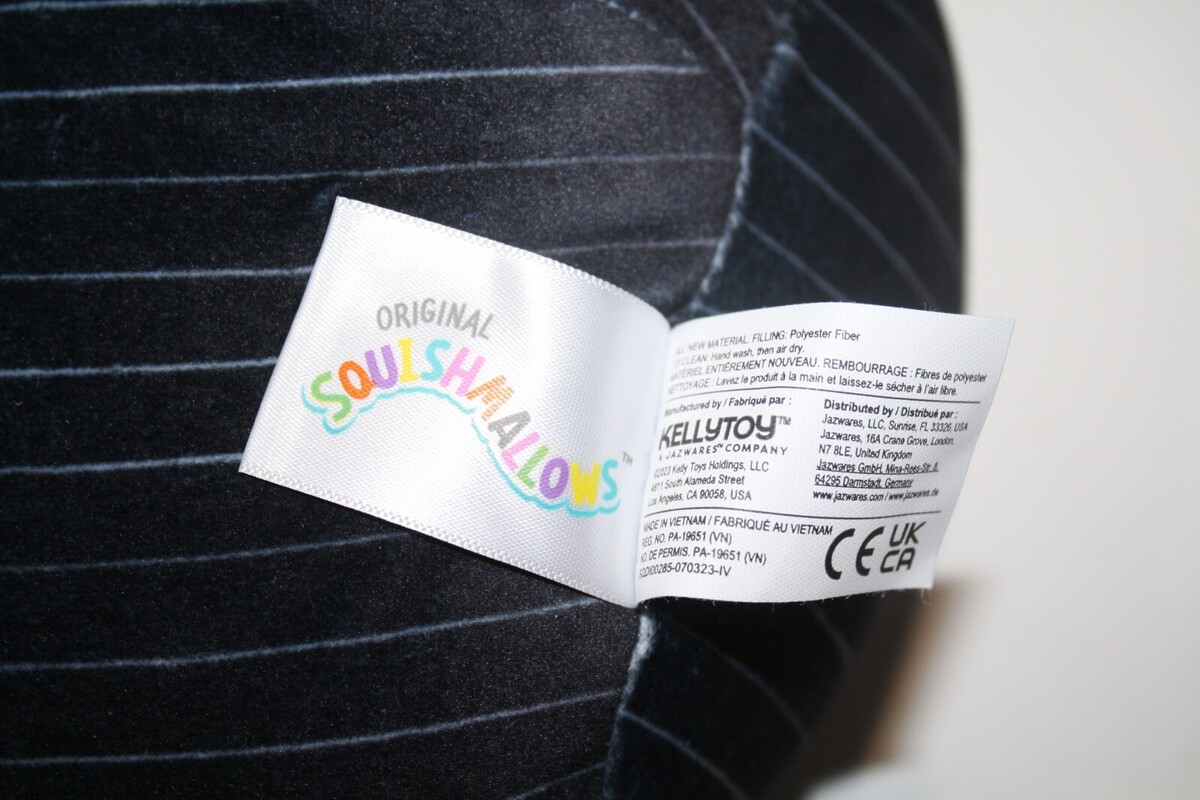 ORIGINAL
SQUISHMALLOWS™
ALL NEW MATERIAL. FILLING: Polyester Fiber
TO CLEAN: Hand wash, then air dry.
MATERIEL ENTIÈREMENT NOUVEAU. REMBOURRAGE : Fibres de polyester
NETTOYAGE : Lavez le produit à la main et laissez-le sécher à l'air libre.
Manufactured by / Fabriqué par :
KELLYTOY™
A JAZWARES™ COMPANY
©2023 Kelly Toys Holdings, LLC
4811 South Alameda Street
Los Angeles, CA 90058, USA
Distributed by / Distribué par :
Jazwares, LLC, Sunrise, FL 33326, USA
Jazwares, 16A Crane Grove, London,
N7 8LE, United Kingdom
Jazwares GmbH, Mina-Rees-Str. 8,
64295 Darmstadt, Germany
www.jazwares.com / www.jazwares.de
MADE IN VIETNAM / FABRIQUÉ AU VIETNAM
REG. NO. PA-19651 (VN)
NO. DE PERMIS. PA-19651 (VN)
SQDI00285-070323-IV
CE
UK
CA